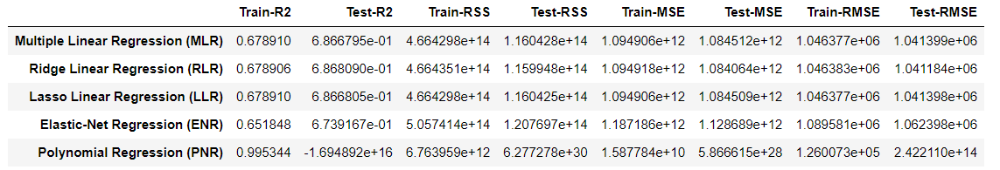 Train-R2 Test-R2 Train-RSS Test-RSS Train-MSE Test-MSE Train-RMSE Test-RMSE
Multiple Linear Regression (MLR) 0.678910 6.866795e-01 4.664298e+14 1.160428e+14 1.094906e+12 1.084512e+12 1.046377e+06 1.041399e+06
Ridge Linear Regression (RLR) 0.678906 6.868090e-01 4.664351e+14 1.159948e+14 1.094918e+12 1.084064e+12 1.046383e+06 1.041184e+06
Lasso Linear Regression (LLR) 0.678910 6.866805e-01 4.664298e+14 1.160425e+14 1.094906e+12 1.084509e+12 1.046377e+06 1.041398e+06
Elastic-Net Regression (ENR) 0.651848 6.739167e-01 5.057414e+14 1.207697e+14 1.187186e+12 1.128689e+12 1.089581e+06 1.062398e+06
Polynomial Regression (PNR) 0.995344 -1.694892e+16 6.763959e+12 6.277278e+30 1.587784e+10 5.866615e+28 1.260073e+05 2.422110e+14